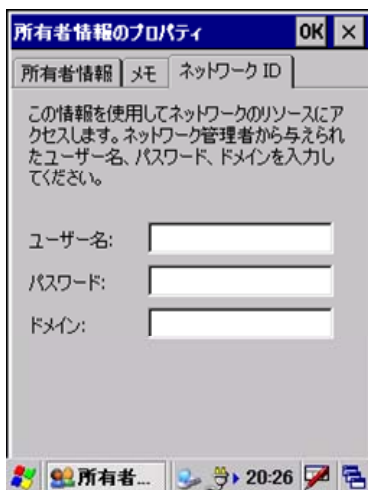 所有者情報のプロパティ OK ×
所有者情報 メモ ネットワーク ID
この情報を使用してネットワークのリソースにア
クセスします。ネットワーク管理者から与えられ
たユーザー名、パスワード、ドメインを入力し
てください。
ユーザー名:
パスワード:
ドメイン:
所有者... 20:26